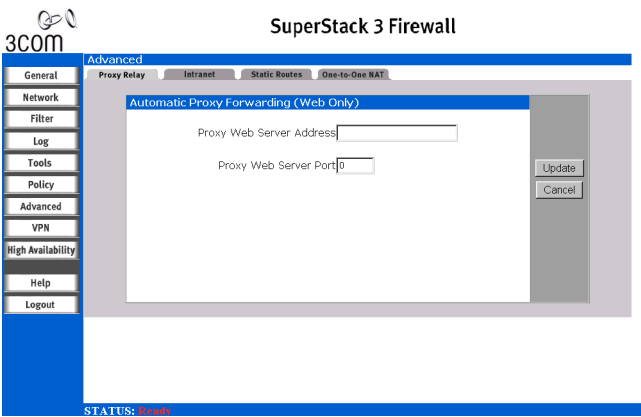 3COM
SuperStack 3 Firewall
Advanced
Proxy Relay Intranet Static Routes One-to-One NAT
General
Network
Filter
Log
Tools
Policy
Advanced
VPN
High Availability
Help
Logout
Automatic Proxy Forwarding (Web Only)
Proxy Web Server Address
Proxy Web Server Port 0
Update
Cancel
STATUS: Ready